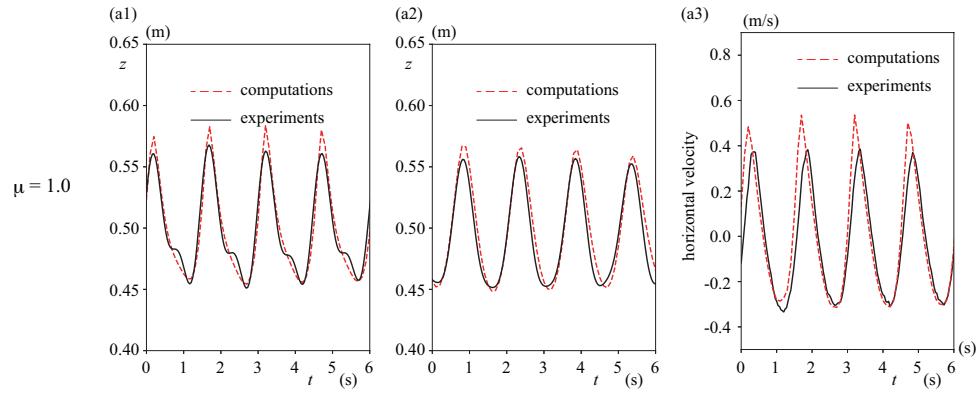 (a1)
(m)
0.65
z
0.60
0.55
0.50
0.45
0.40
computations
experiments
0 1 2 3 4 5 6
t (s)
(a2)
(m)
0.65
z
0.60
0.55
0.50
0.45
0.40
computations
experiments
0 1 2 3 4 5 6
t (s)
(a3)
(m/s)
0.8
0.6
0.4
0.2
0.0
-0.2
-0.4
horizontal velocity
computations
experiments
0 1 2 3 4 5 6
t
(s)
μ = 1.0